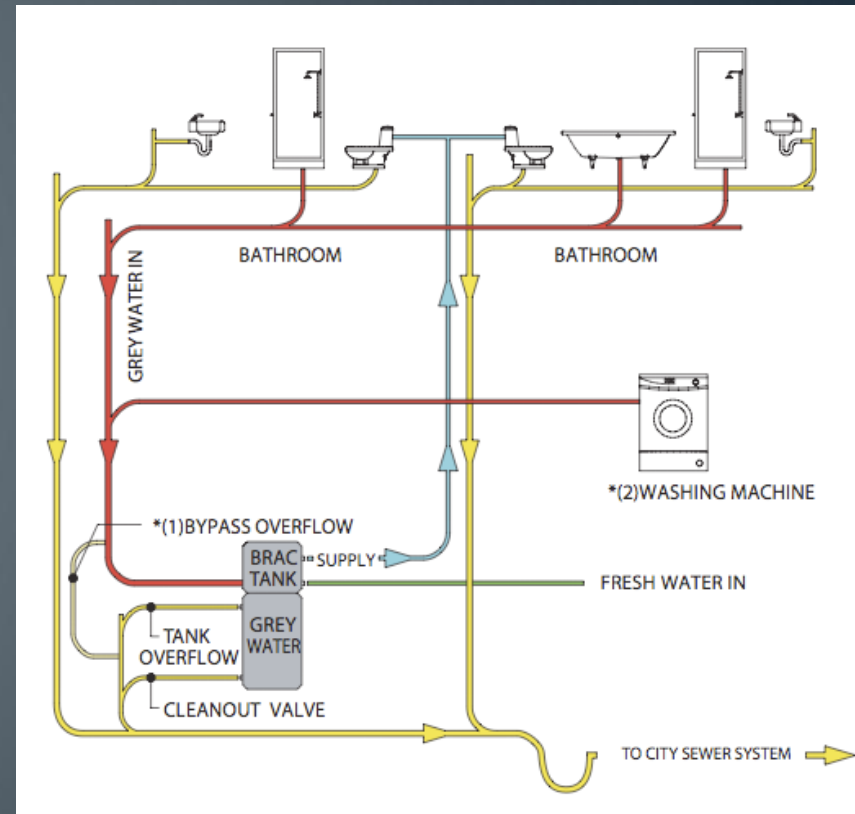 BATHROOM
BATHROOM
GREY WATER IN
*(2)WASHING MACHINE
*(1)BYPASS OVERFLOW
BRAC
TANK
SUPPLY
FRESH WATER IN
GREY
WATER
TANK
OVERFLOW
CLEANOUT VALVE
TO CITY SEWER SYSTEM